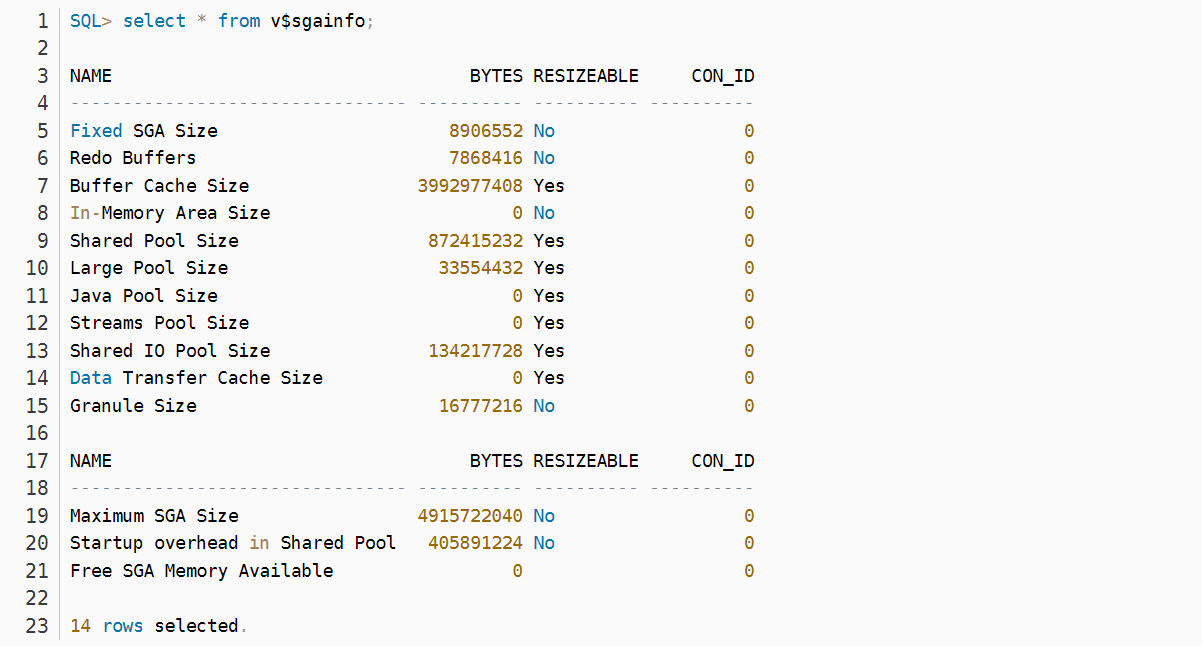 1 SQL> select * from v$sgainfo;
2
3 NAME                                  BYTES RESIZEABLE     CON_ID
4 -------------------------------- ---------- ---------- ----------
5 Fixed SGA Size                      8906552 No                  0
6 Redo Buffers                        7868416 No                  0
7 Buffer Cache Size                3992977408 Yes                 0
8 In-Memory Area Size                       0 No                  0
9 Shared Pool Size                  872415232 Yes                 0
10 Large Pool Size                    33554432 Yes                 0
11 Java Pool Size                            0 Yes                 0
12 Streams Pool Size                         0 Yes                 0
13 Shared IO Pool Size               134217728 Yes                 0
14 Data Transfer Cache Size                  0 Yes                 0
15 Granule Size                       16777216 No                  0
16
17 NAME                                  BYTES RESIZEABLE     CON_ID
18 -------------------------------- ---------- ---------- ----------
19 Maximum SGA Size                 4915722040 No                  0
20 Startup overhead in Shared Pool   405891224 No                  0
21 Free SGA Memory Available                 0                     0
22
23 14 rows selected.